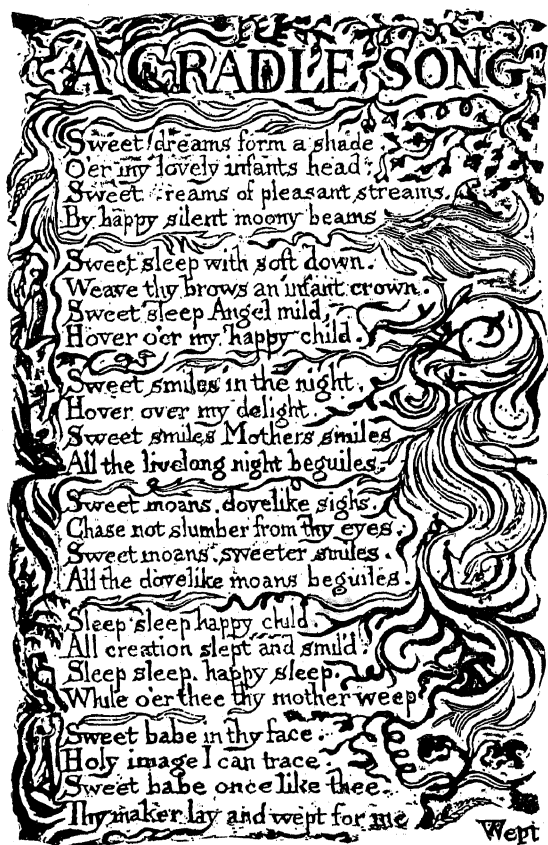 A CRADLE SONG
Sweet dreams form a shade
O'er my lovely infants head.
Sweet dreams of pleasant streams,
By happy silent moony beams
Sweet sleep with soft down.
Weave thy brows an infant crown.
Sweet sleep Angel mild,
Hover o'er my happy child.
Sweet smiles in the night,
Hover over my delight.
Sweet smiles Mothers smiles
All the livelong night beguiles.
Sweet moans, dovelike sighs,
Chase not slumber from thy eyes.
Sweet moans, sweeter smiles.
All the dovelike moans beguiles.
Sleep sleep happy child.
All creation slept and smil'd.
Sleep sleep, happy sleep,
While o'er thee thy mother weep
Sweet babe in thy face,
Holy image I can trace.
Sweet babe once like thee.
Thy maker lay and wept for me
Wept